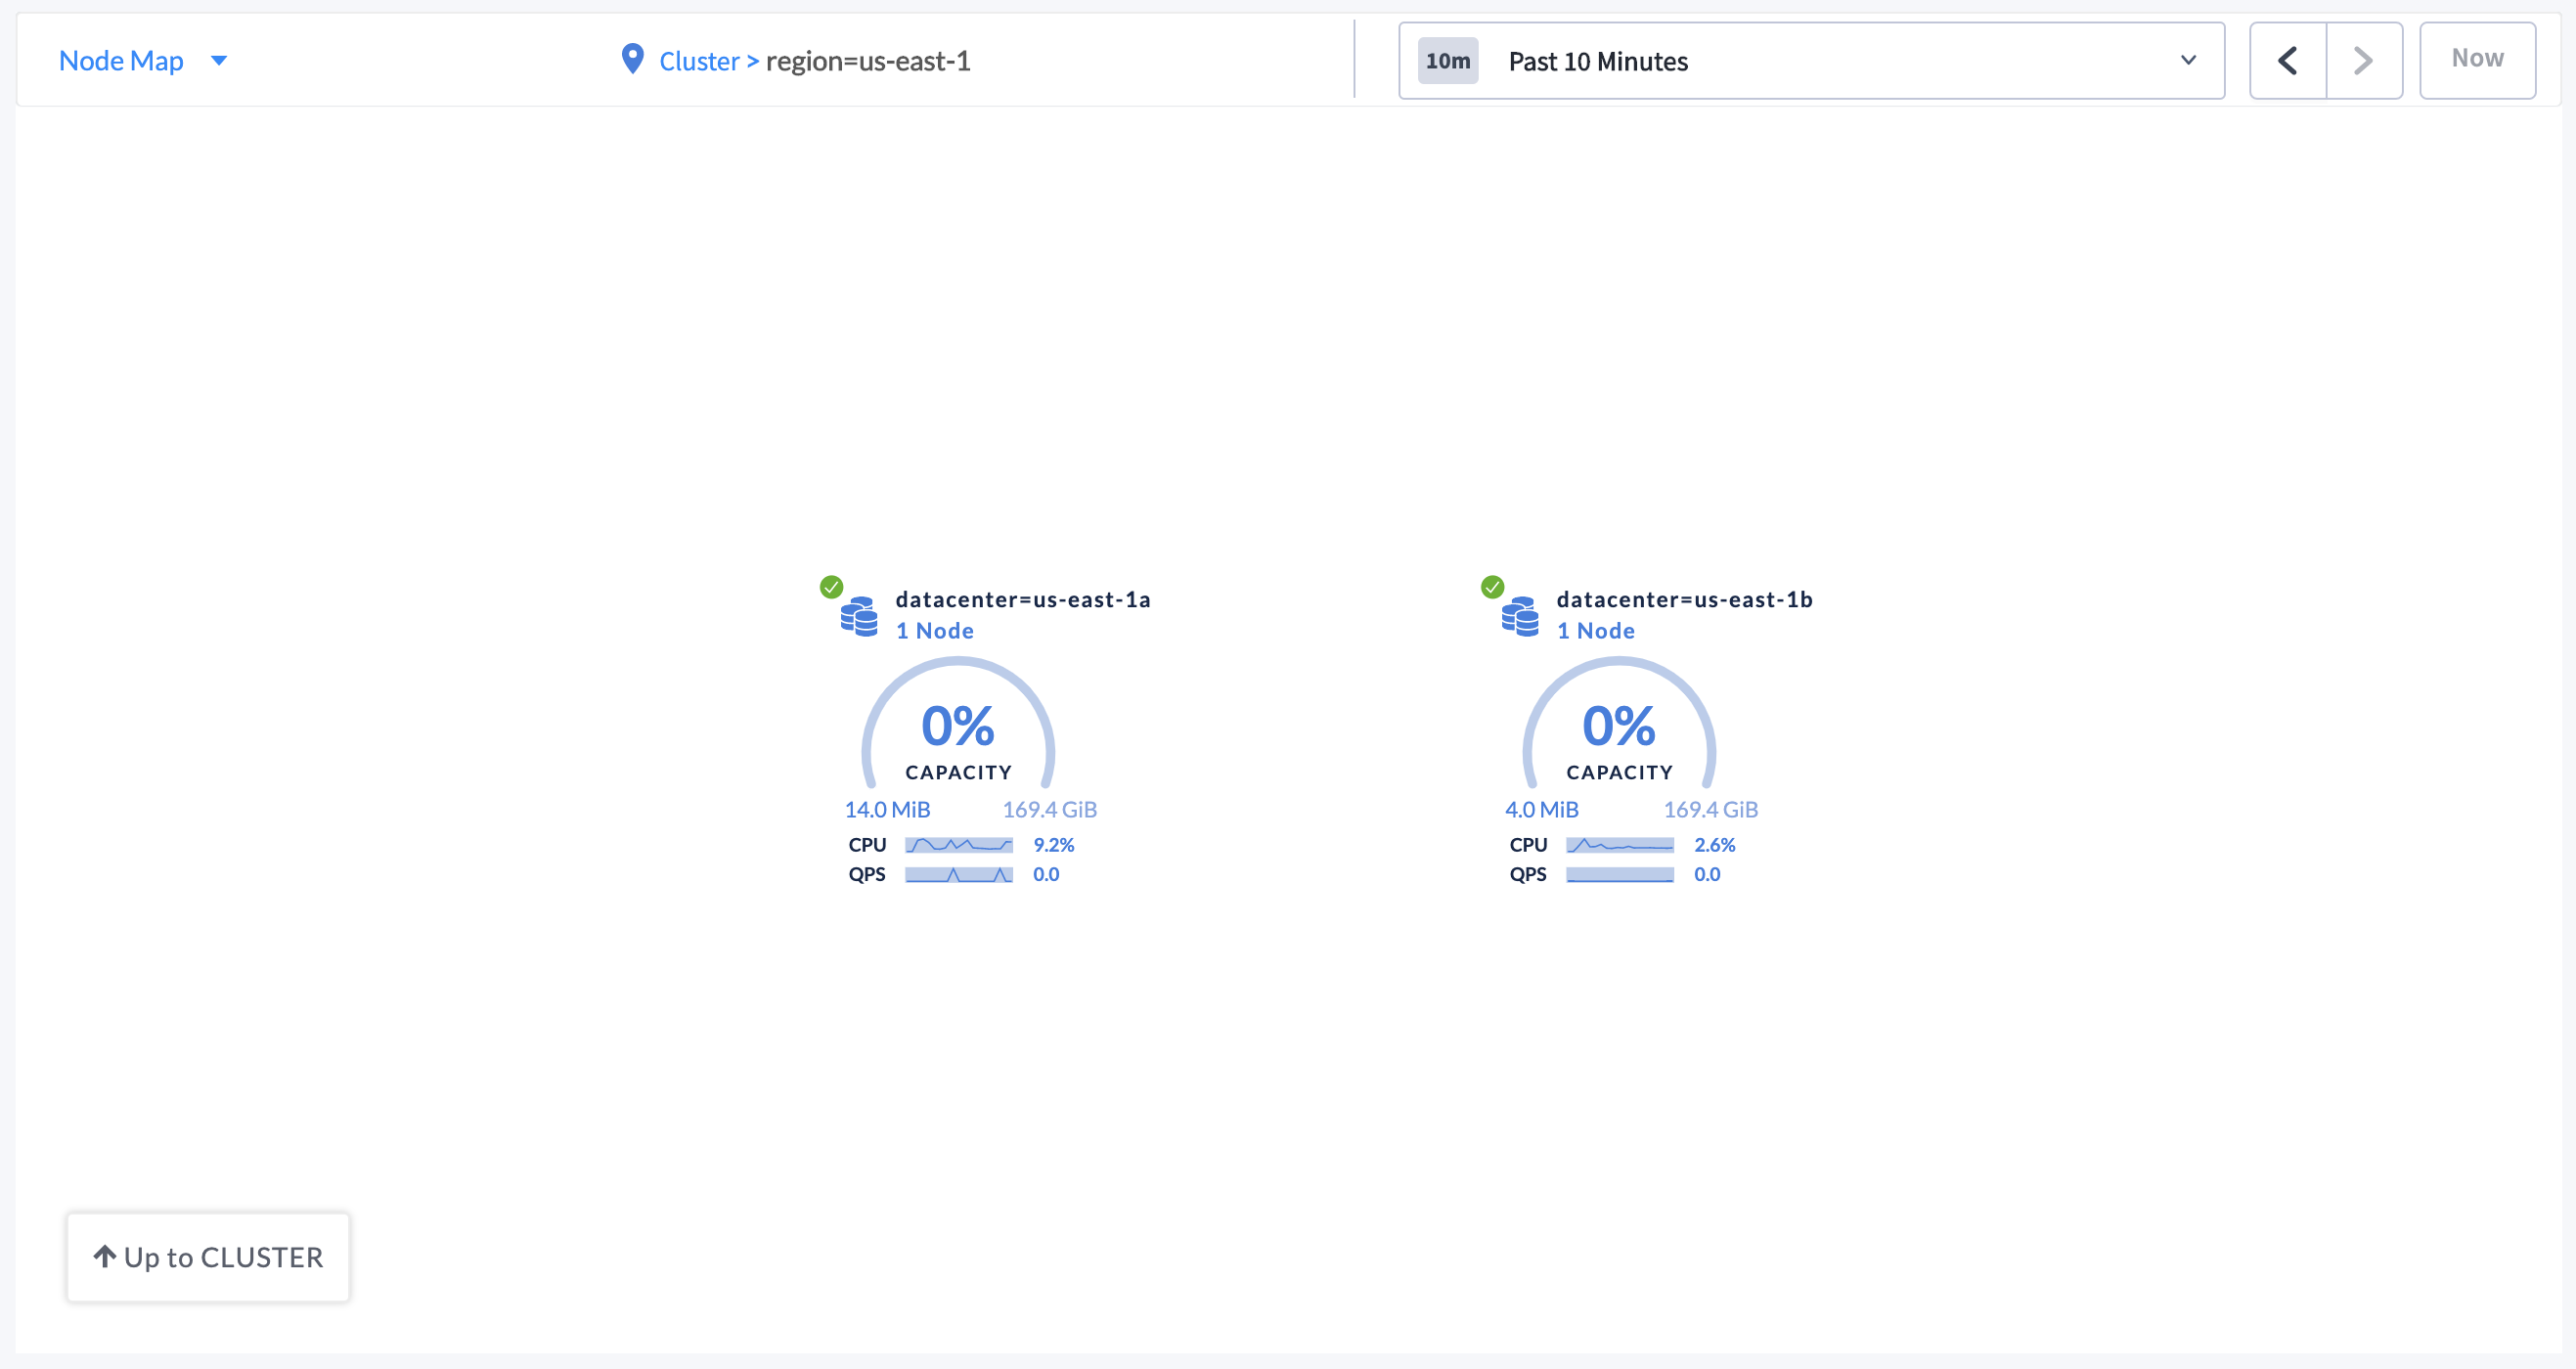 Node Map
Cluster > region=us-east-1
10m Past 10 Minutes
Now
datacenter=us-east-1a
1 Node
0%
CAPACITY
14.0 MiB 169.4 GiB
CPU 9.2%
QPS 0.0
datacenter=us-east-1b
1 Node
0%
CAPACITY
4.0 MiB 169.4 GiB
CPU 2.6%
QPS 0.0
Up to CLUSTER